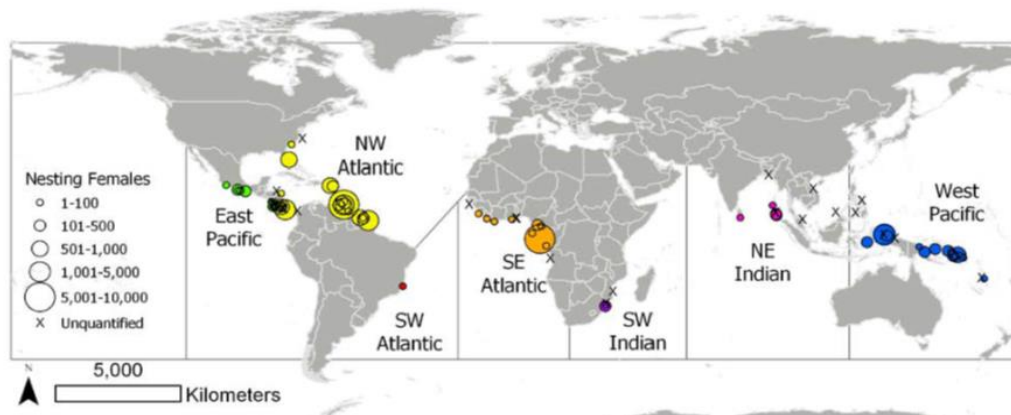 NW
Atlantic
Nesting Females
1-100
101-500
501-1,000
1,001-5,000
5,001-10,000
X Unquantified
East
Pacific
SW
Atlantic
SE
Atlantic
SW
Indian
NE
Indian
West
Pacific
N
5,000
Kilometers